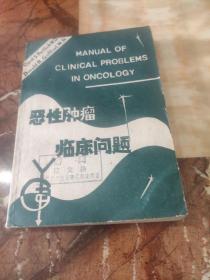 MANUAL OF
CLINICAL PROBLEMS
IN ONCOLOGY
恶性肿瘤
临床问题